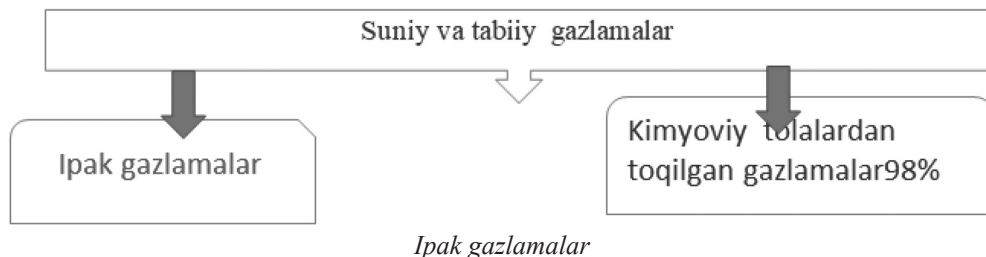 Suniy va tabiiy gazlamalar
Ipak gazlamalar
Kimyoviy tolalardan
toqilgan gazlamalar98%
Ipak gazlamalar